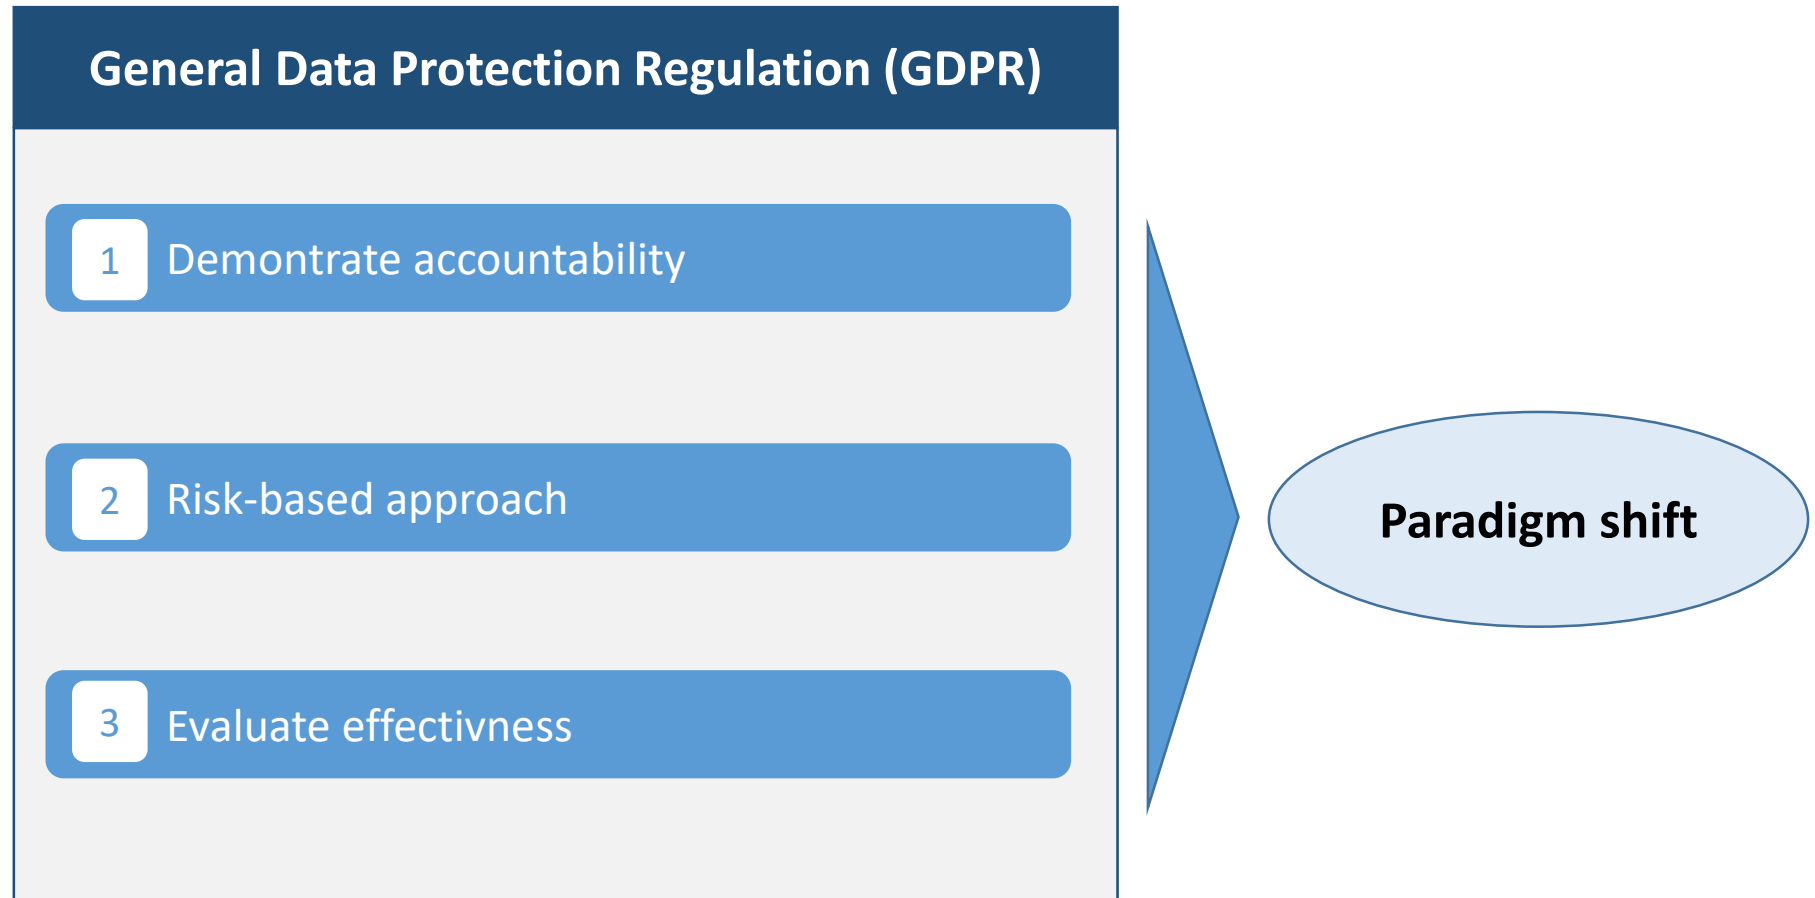 General Data Protection Regulation (GDPR)
1 Demontrate accountability
2 Risk-based approach
Paradigm shift
3 Evaluate effectivness